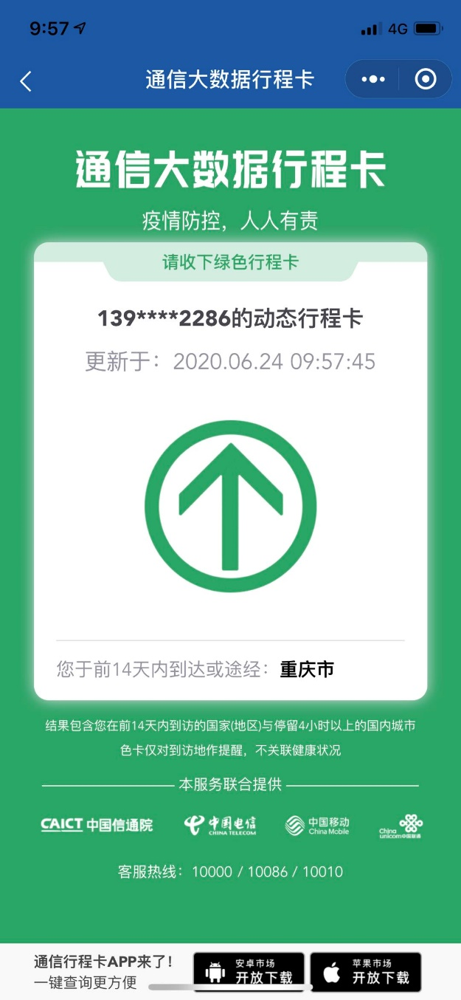 9:57 4G
通信大数据行程卡
通信大数据行程卡
疫情防控，人人有责
请收下绿色行程卡
139****2286的动态行程卡
更新于：2020.06.24 09:57:45
您于前14天内到达或途经：重庆市
结果包含您在前14天内到访的国家(地区)与停留4小时以上的国内城市
色卡仅对到访地作提醒，不关联健康状况
本服务联合提供
CAICT 中国信通院
中国电信
CHINA TELECOM
中国移动
China Mobile
China
unicom中国联通
客服热线：10000 / 10086 / 10010
通信行程卡APP来了！
一键查询更方便
安卓市场
开放下载
苹果市场
开放下载